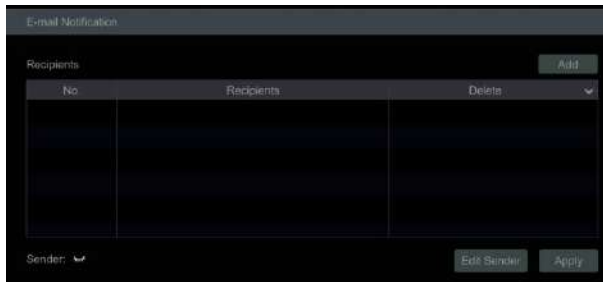 E-mail Notification
Recipients Add
No. Recipients Delete
Sender:
Edit Sender Apply